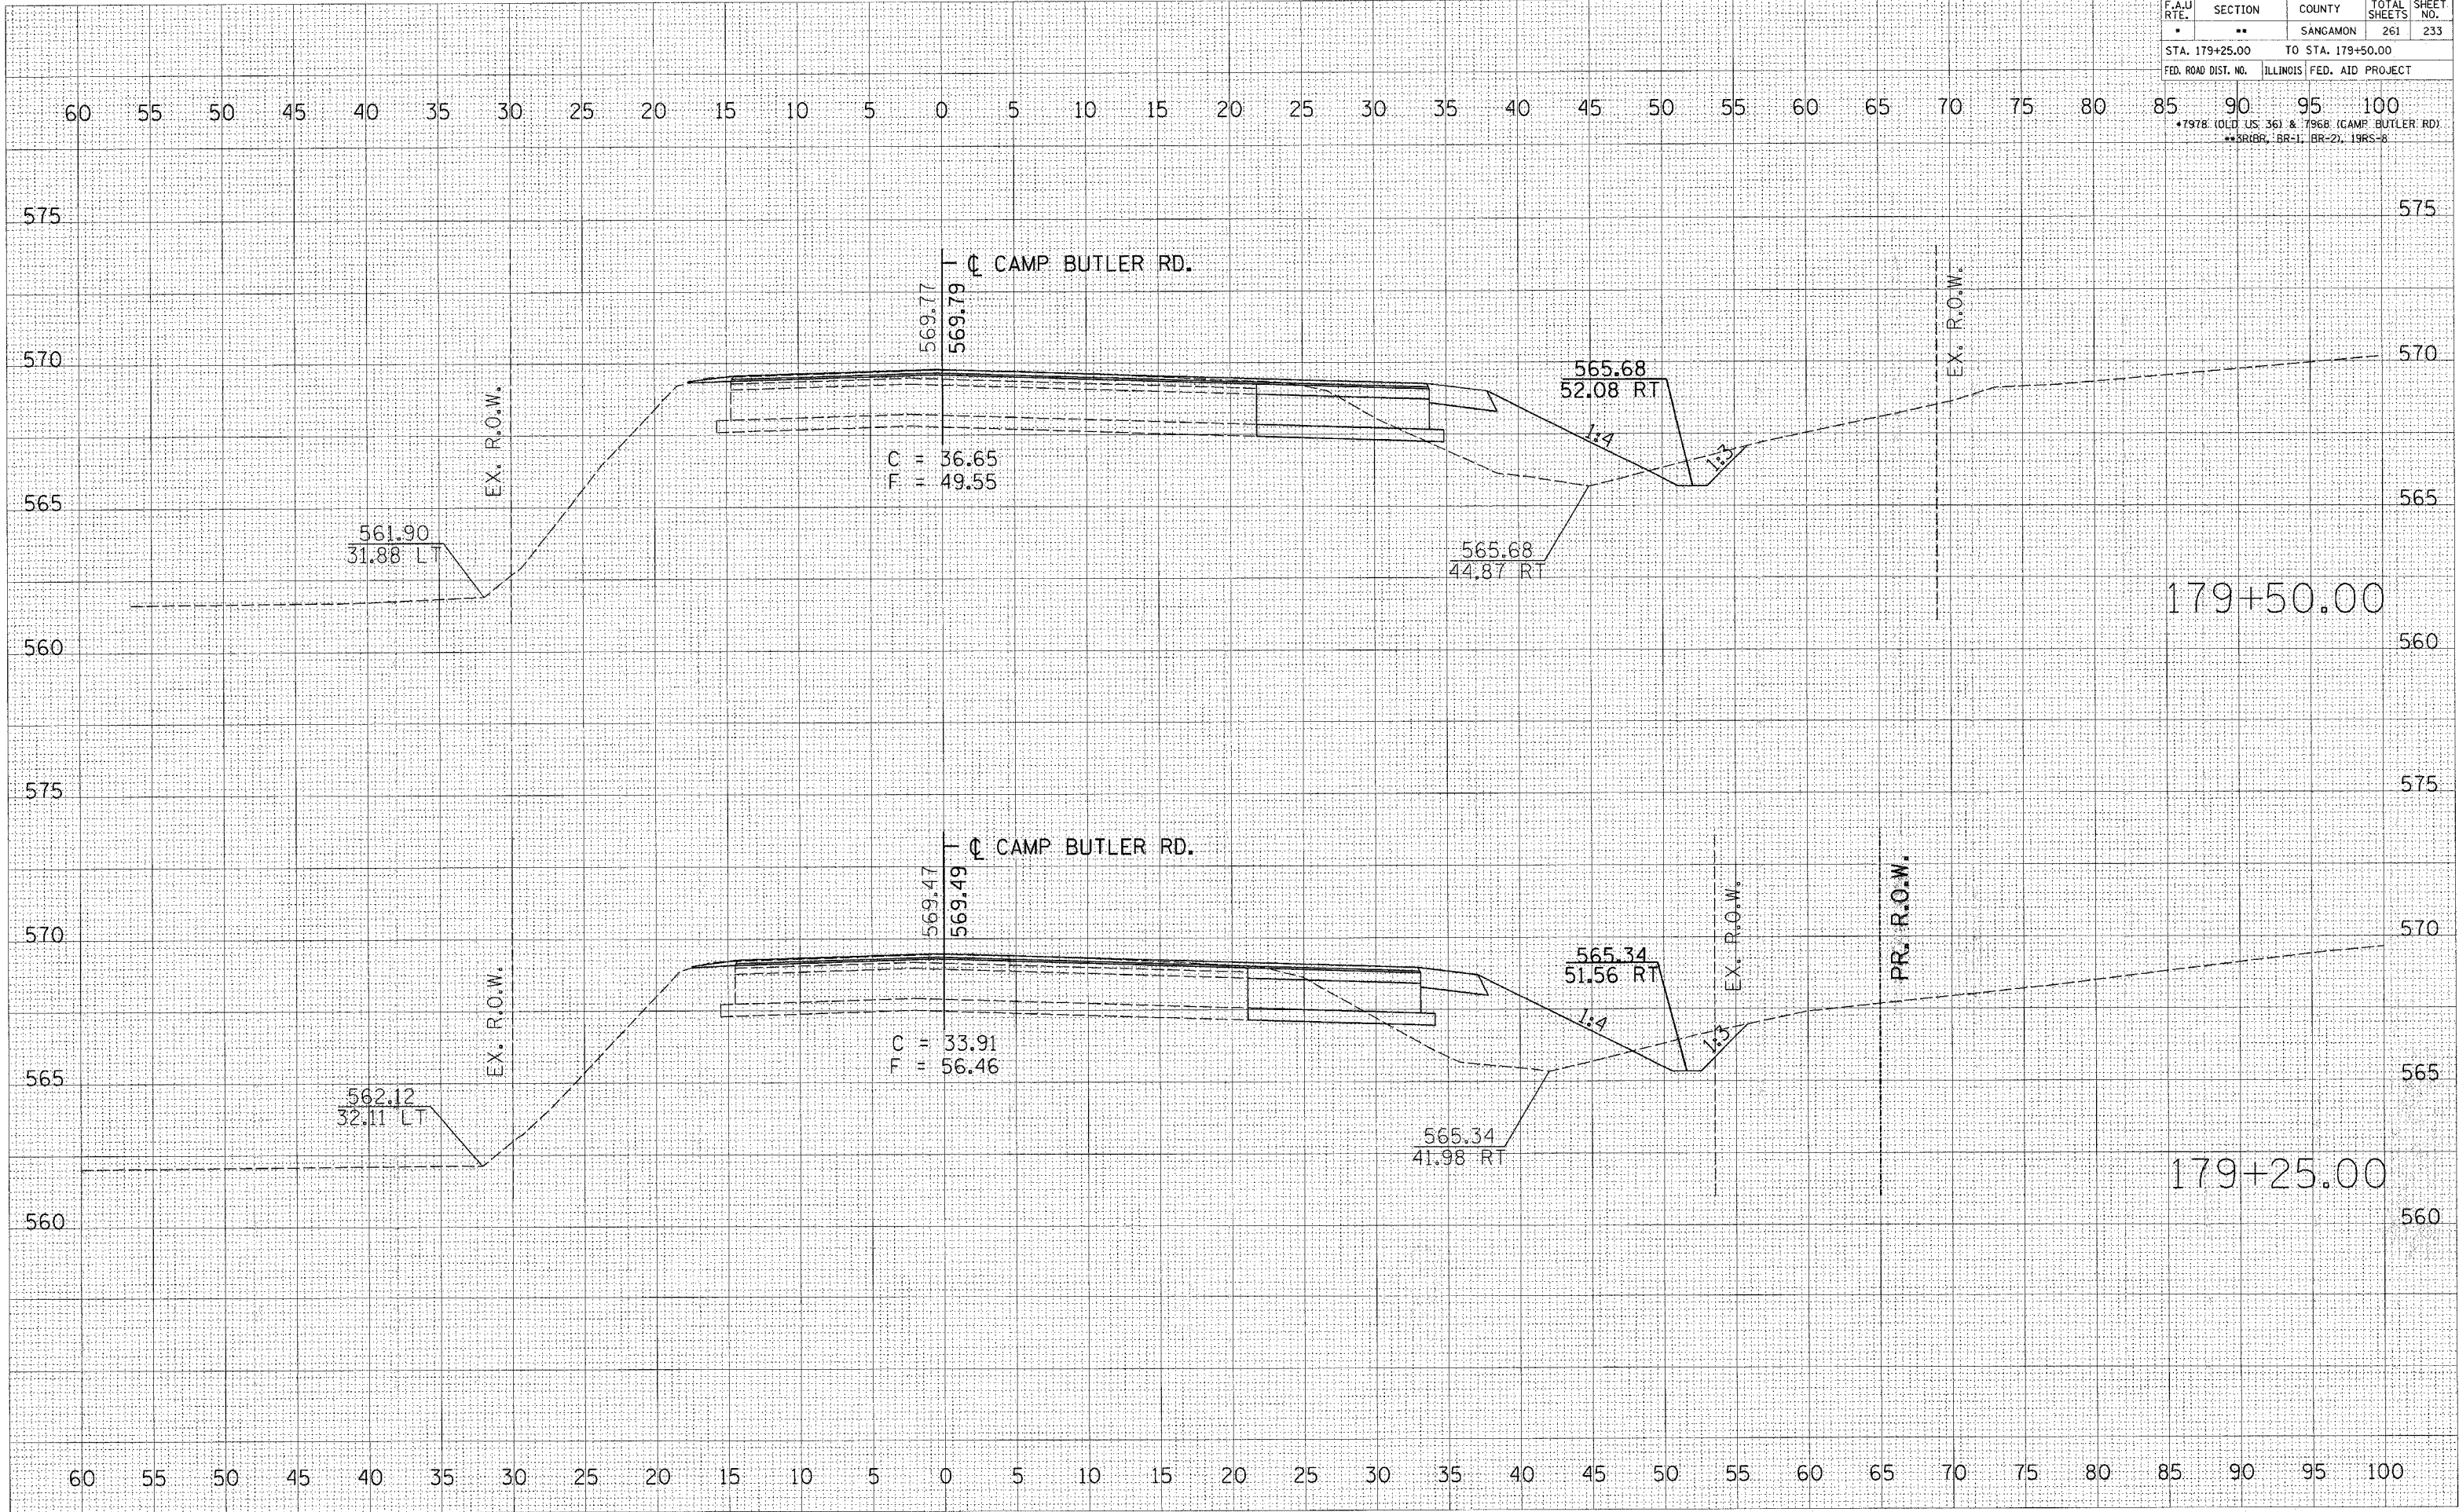 F.A.U RTE. SECTION COUNTY TOTAL SHEETS SHEET NO.
* ** SANGAMON 261 233
STA. 179+25.00 TO STA. 179+50.00
FED. ROAD DIST. NO. ILLINOIS FED. AID PROJECT
60 55 50 45 40 35 30 25 20 15 10 5 0 5 10 15 20 25 30 35 40 45 50 55 60 65 70 75 80 85 90 95 100
*7978 (OLD US 36) & 7968 (CAMP BUTLER RD)
**3R(BR, BR-1, BR-2), 19RS-8
575 575
℄ CAMP BUTLER RD.
569.77
569.79
EX. R.O.W.
570 570
565.68
52.08 RT
EX. R.O.W.
1:4
1:3
C = 36.65
F = 49.55
565 565
561.90
31.88 LT
565.68
44.87 RT
179+50.00
560 560
575 575
℄ CAMP BUTLER RD.
569.47
569.49
EX. R.O.W.
PR. R.O.W.
570 570
565.34
51.56 RT
EX. R.O.W.
1:4
1:3
C = 33.91
F = 56.46
565 565
562.12
32.11 LT
565.34
41.98 RT
179+25.00
560 560
60 55 50 45 40 35 30 25 20 15 10 5 0 5 10 15 20 25 30 35 40 45 50 55 60 65 70 75 80 85 90 95 100